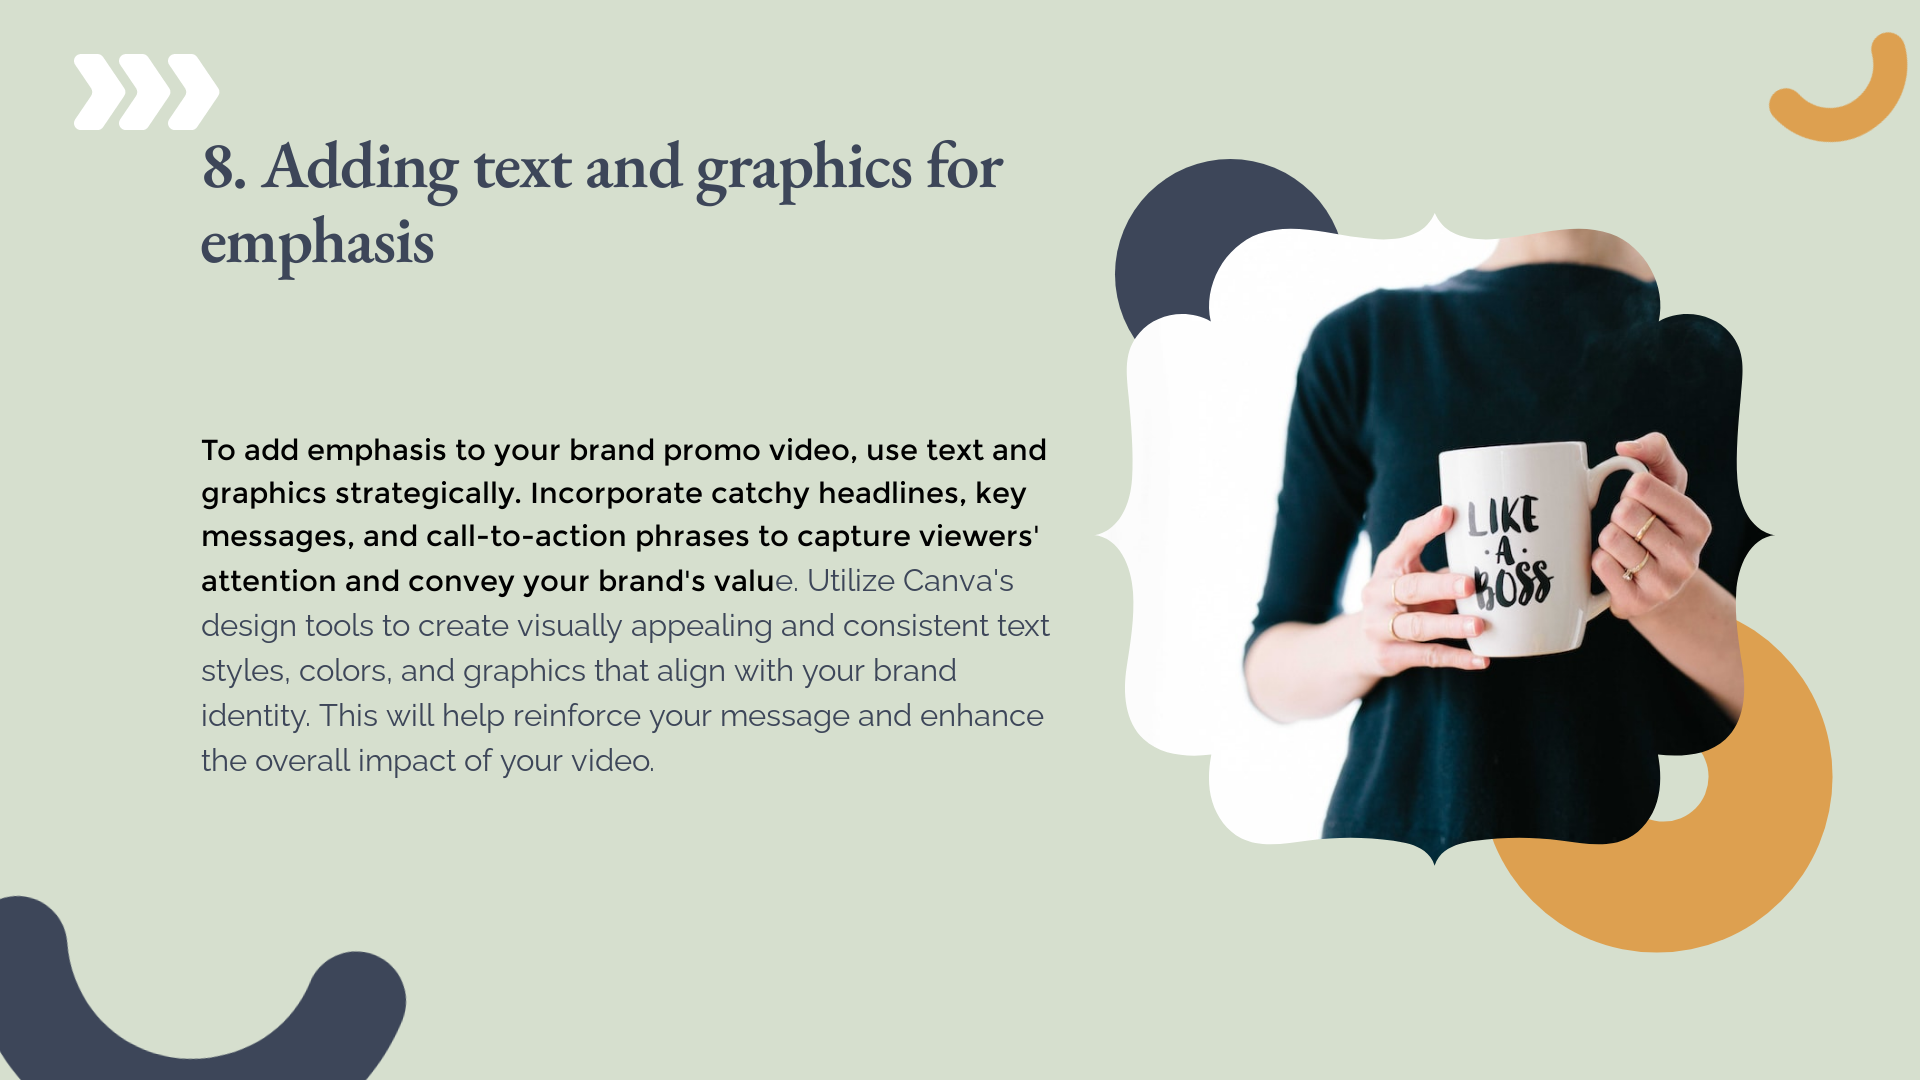 8. Adding text and graphics for
emphasis
To add emphasis to your brand promo video, use text and
graphics strategically. Incorporate catchy headlines, key
messages, and call-to-action phrases to capture viewers'
attention and convey your brand's value. Utilize Canva's
design tools to create visually appealing and consistent text
styles, colors, and graphics that align with your brand
identity. This will help reinforce your message and enhance
the overall impact of your video.
LIKE
·A·
BOSS